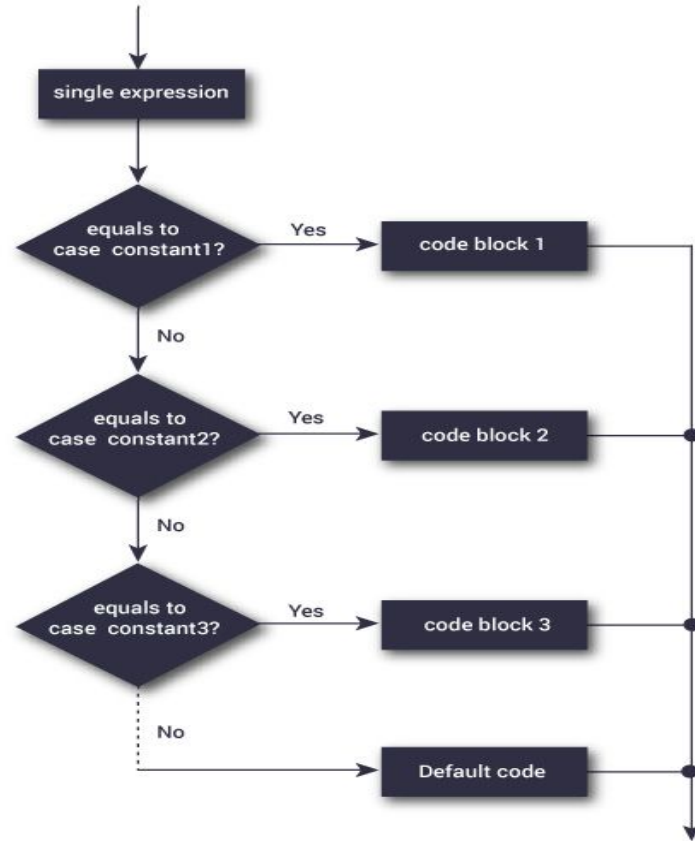 single expression
equals to
case constant1?
Yes
code block 1
No
equals to
case constant2?
Yes
code block 2
No
equals to
case constant3?
Yes
code block 3
No
Default code